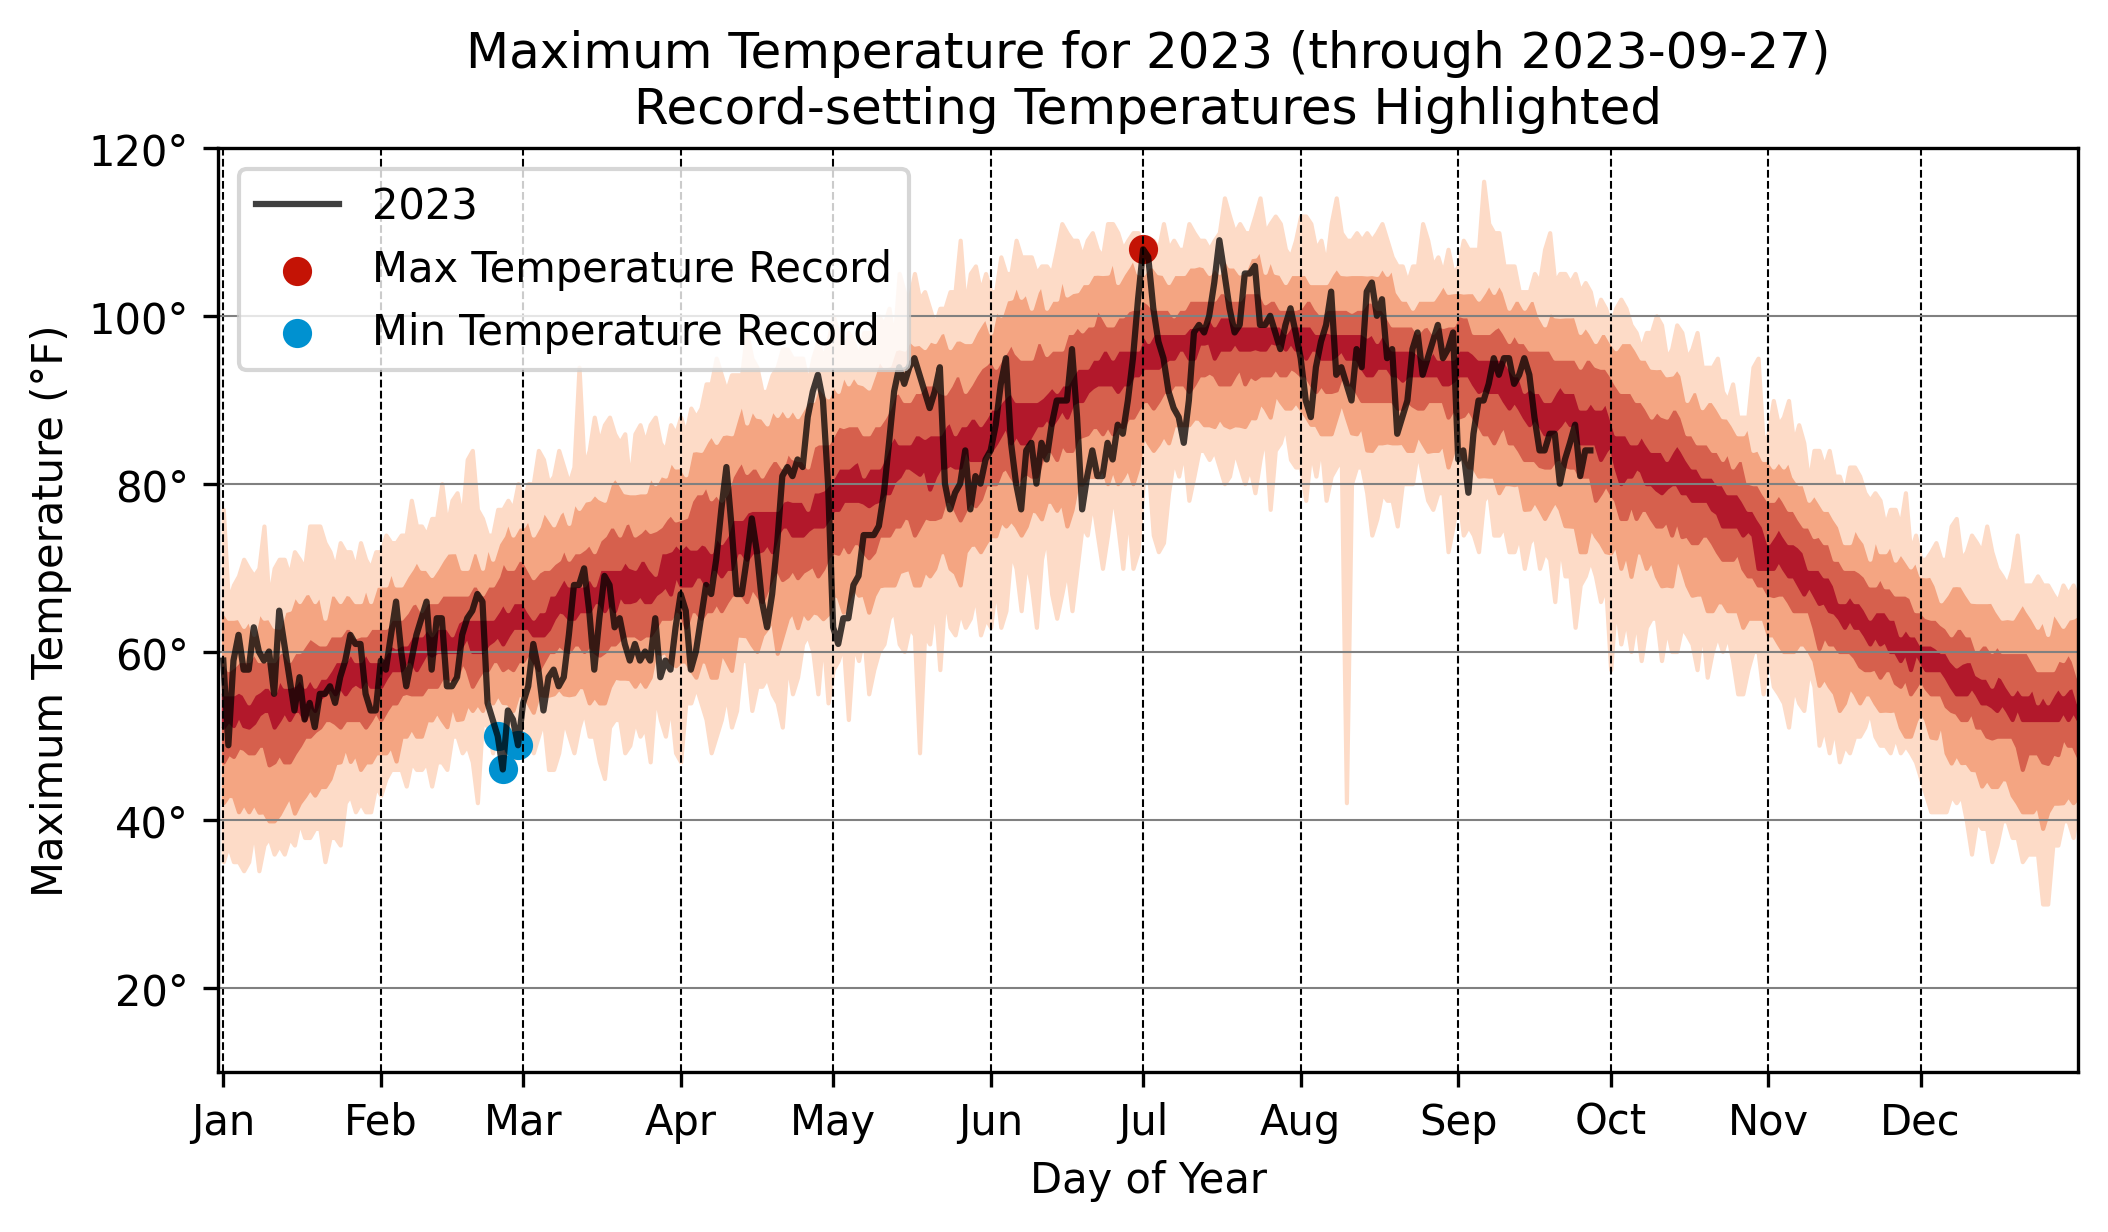 Maximum Temperature for 2023 (through 2023-09-27)
Record-setting Temperatures Highlighted
Maximum Temperature (°F)
120°
100°
80°
60°
40°
20°
2023
Max Temperature Record
Min Temperature Record
Jan Feb Mar Apr May Jun Jul Aug Sep Oct Nov Dec
Day of Year